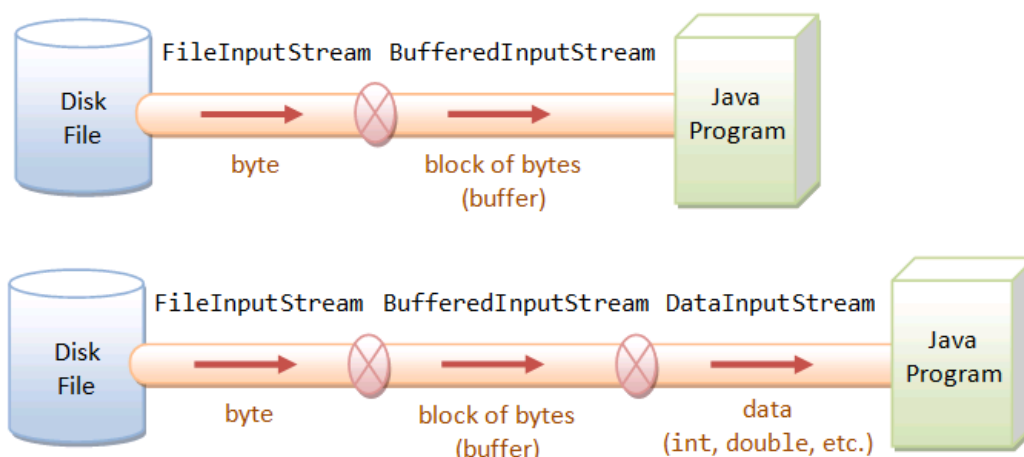 FileInputStream BufferedInputStream
Disk
File
Java
Program
byte
block of bytes
(buffer)
FileInputStream BufferedInputStream DataInputStream
Disk
File
Java
Program
byte
block of bytes
(buffer)
data
(int, double, etc.)